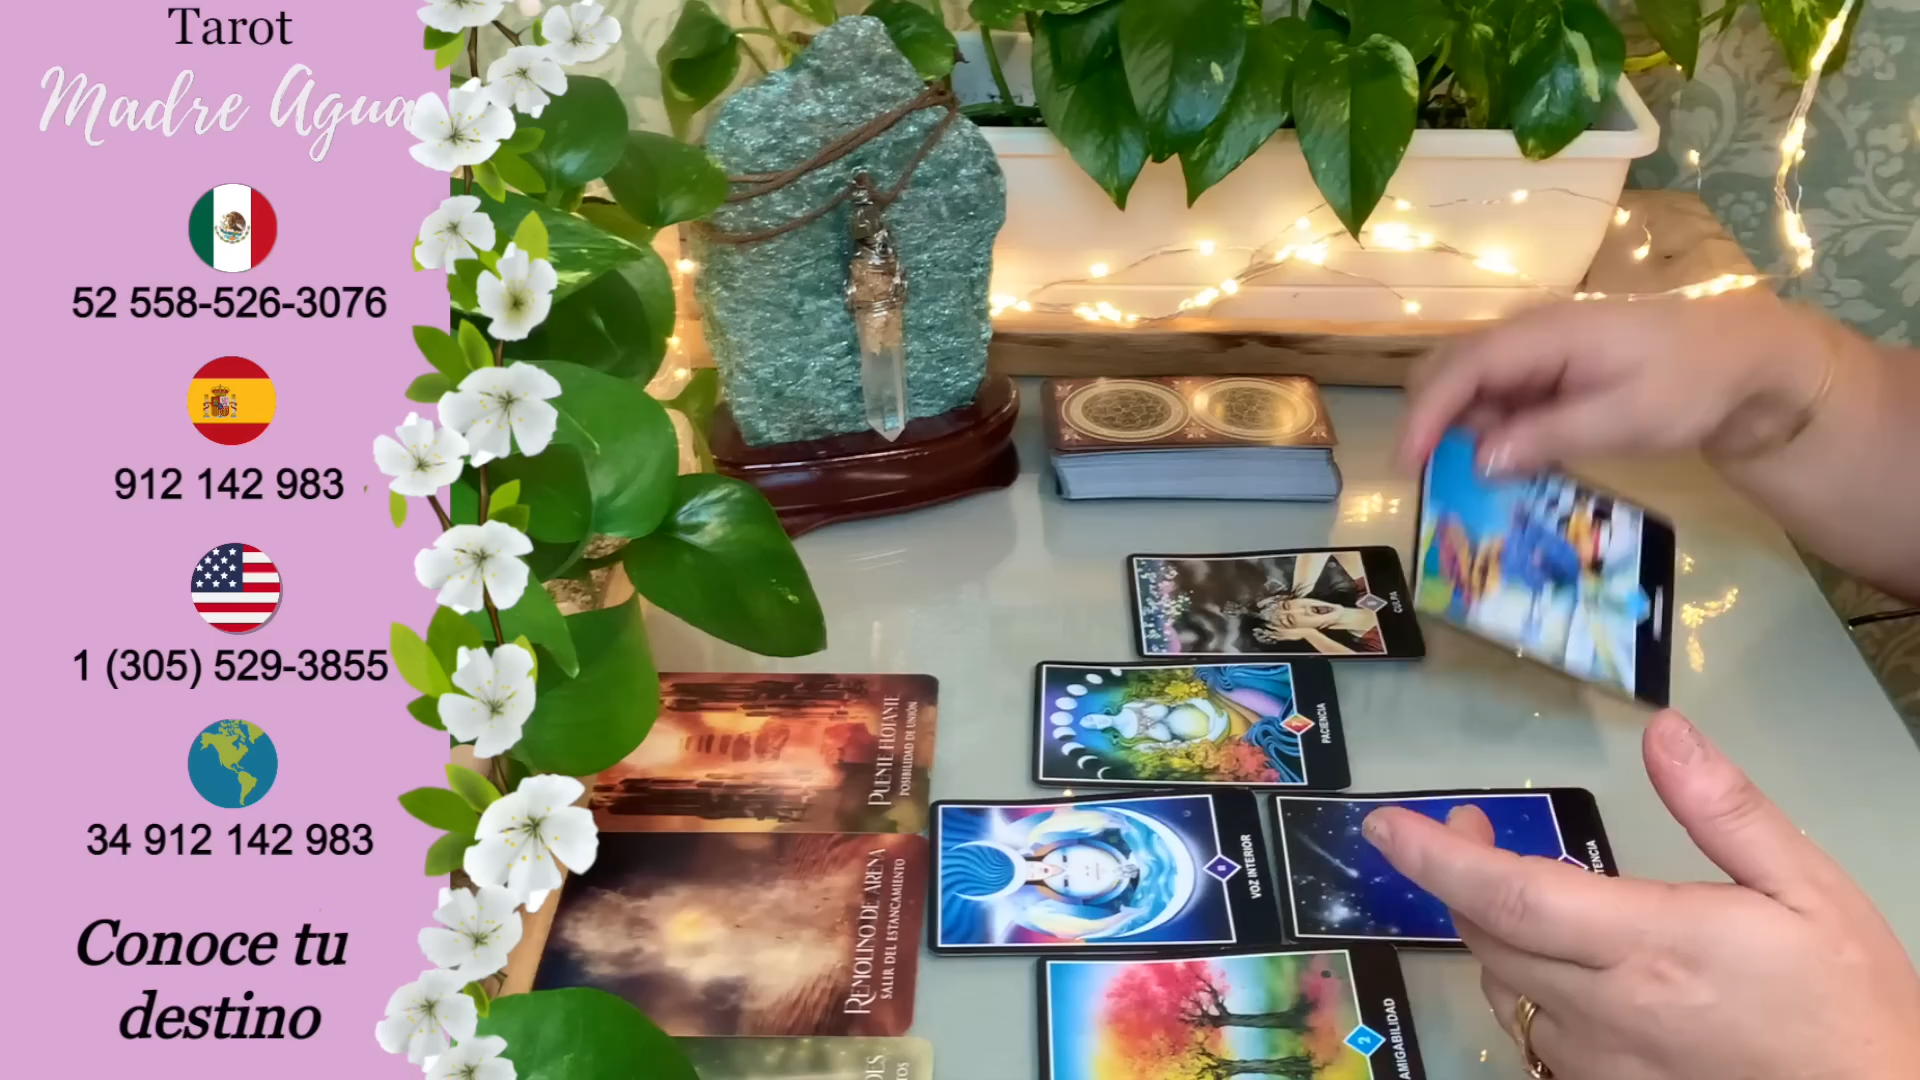 Tarot
Madre Agua
52 558-526-3076
912 142 983
1 (305) 529-3855
34 912 142 983
Conoce tu
destino
CULPA
PACIENCIA
PUENTE FLOTANTE
POSIBILIDAD DE UNIÓN
VOZ INTERIOR
REMOLINO DE ARENA
SALIR DEL ESTANCAMIENTO
2
AMIGABILIDAD